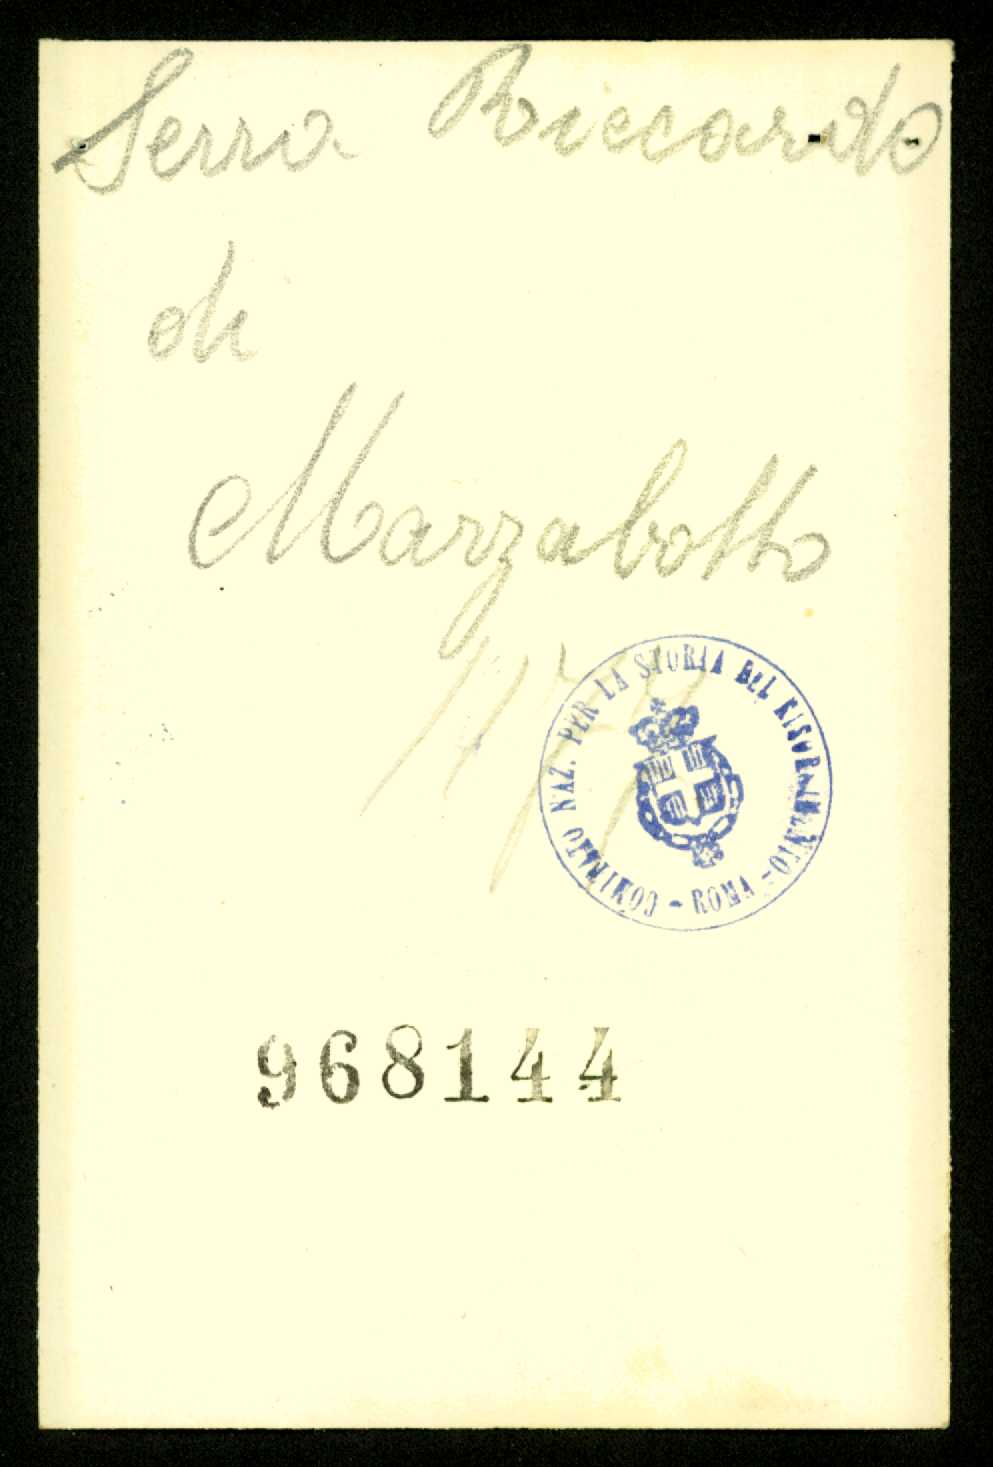 Serra Riccardo
di
Marzabotto
COMITATO NAZ. PER LA STORIA DEL RISORGIMENTO - ROMA -
968144